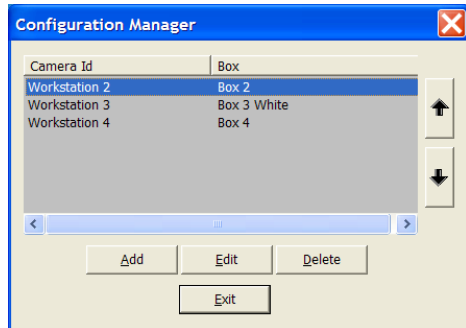 Configuration Manager
Camera Id Box
Workstation 2 Box 2
Workstation 3 Box 3 White
Workstation 4 Box 4
Add Edit Delete
Exit